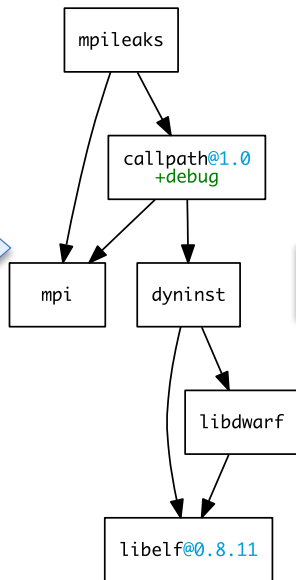 mpileaks
callpath@1.0
+debug
mpi
dyninst
libdwarf
libelf@0.8.11